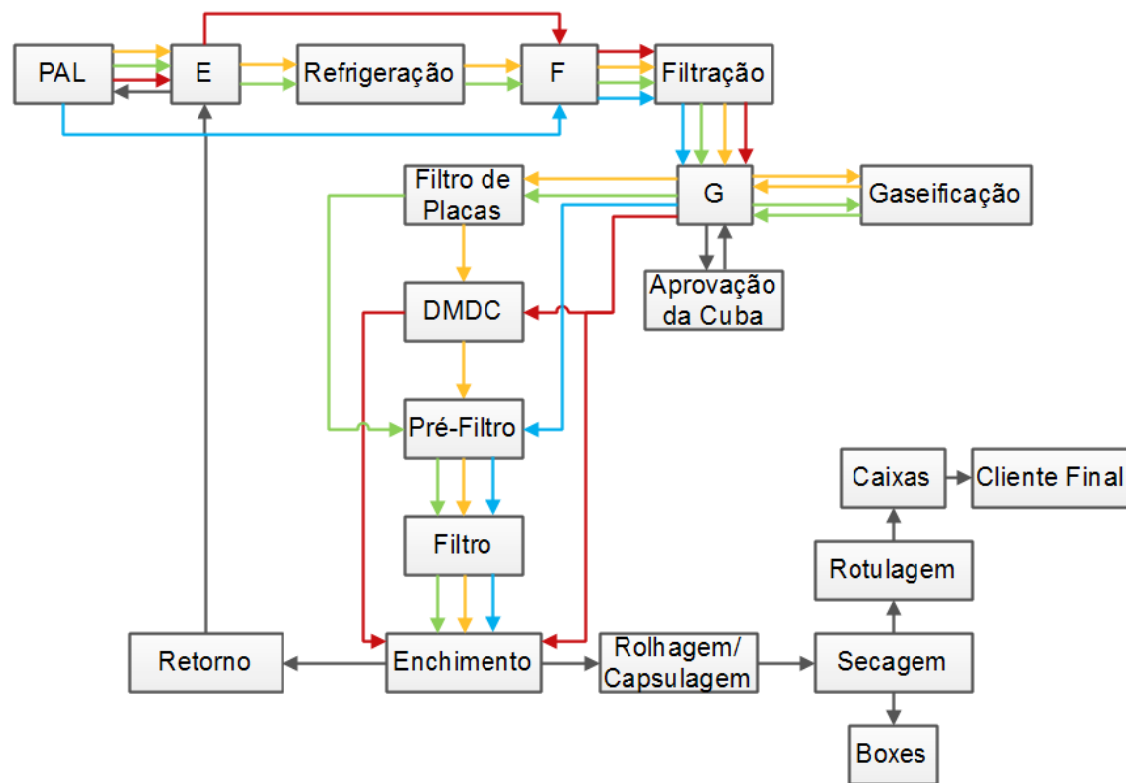 PAL
E
Refrigeração
F
Filtração
Filtro de
Placas
G
Gaseificação
DMDC
Aprovação
da Cuba
Pré-Filtro
Caixas
Cliente Final
Filtro
Rotulagem
Retorno
Enchimento
Rolhagem/
Capsulagem
Secagem
Boxes